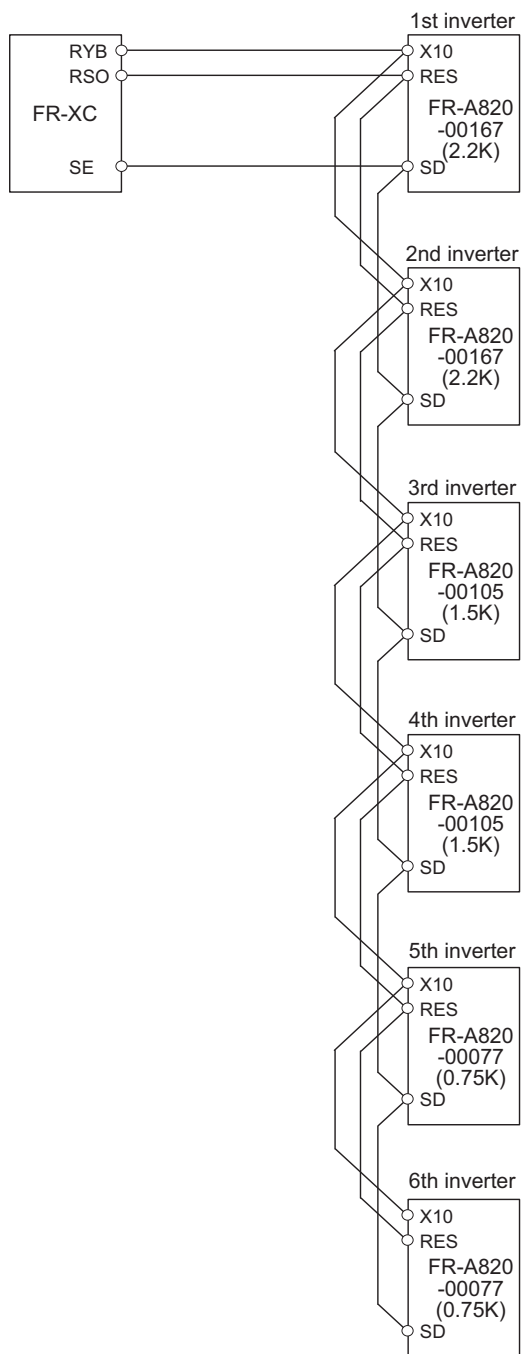 1st inverter
RYB
X10
RSO
RES
FR-XC
FR-A820
-00167
(2.2K)
SE
SD
2nd inverter
X10
RES
FR-A820
-00167
(2.2K)
SD
3rd inverter
X10
RES
FR-A820
-00105
(1.5K)
SD
4th inverter
X10
RES
FR-A820
-00105
(1.5K)
SD
5th inverter
X10
RES
FR-A820
-00077
(0.75K)
SD
6th inverter
X10
RES
FR-A820
-00077
(0.75K)
SD